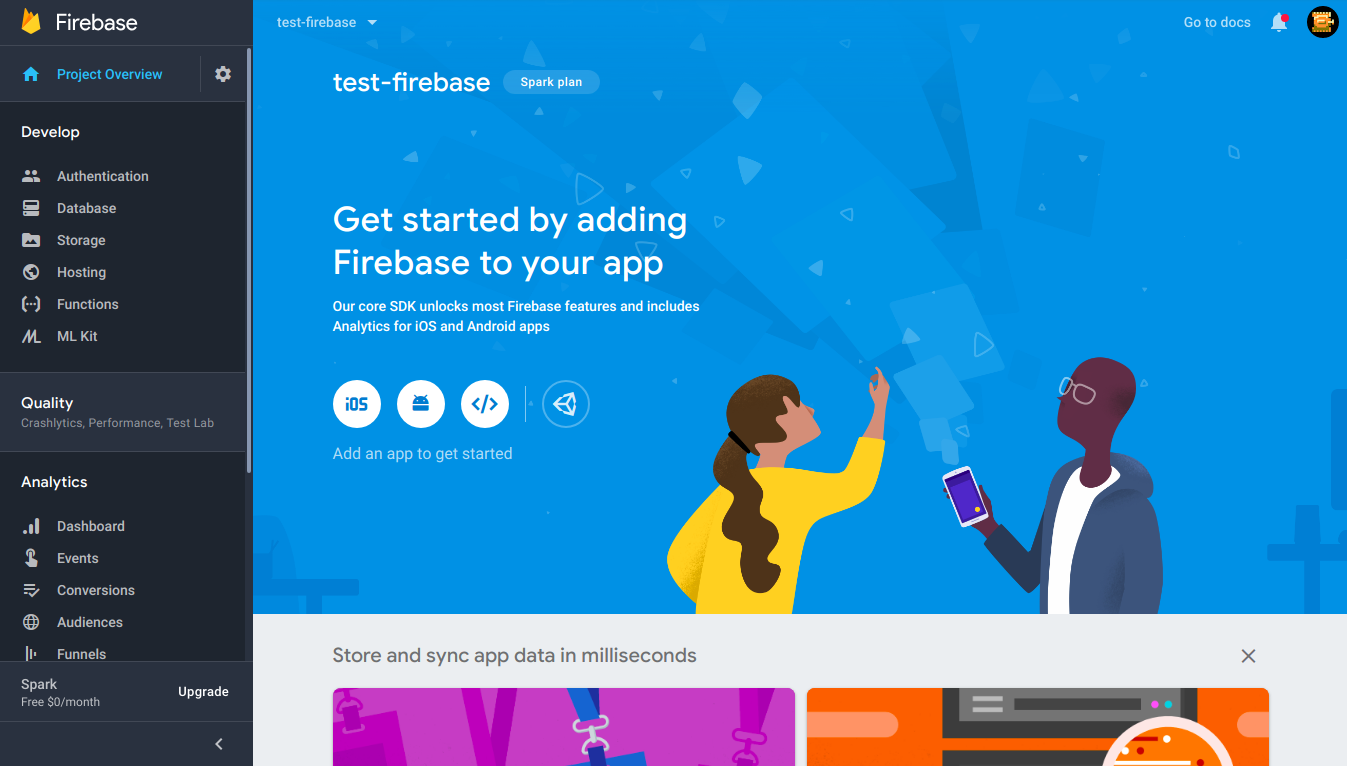 Firebase
Project Overview
Develop
Authentication
Database
Storage
Hosting
Functions
ML Kit
Quality
Crashlytics, Performance, Test Lab
Analytics
Dashboard
Events
Conversions
Audiences
Funnels
Spark
Free $0/month
Upgrade
test-firebase
Go to docs
test-firebase
Spark plan
Get started by adding
Firebase to your app
Our core SDK unlocks most Firebase features and includes
Analytics for iOS and Android apps
iOS
Add an app to get started
Store and sync app data in milliseconds